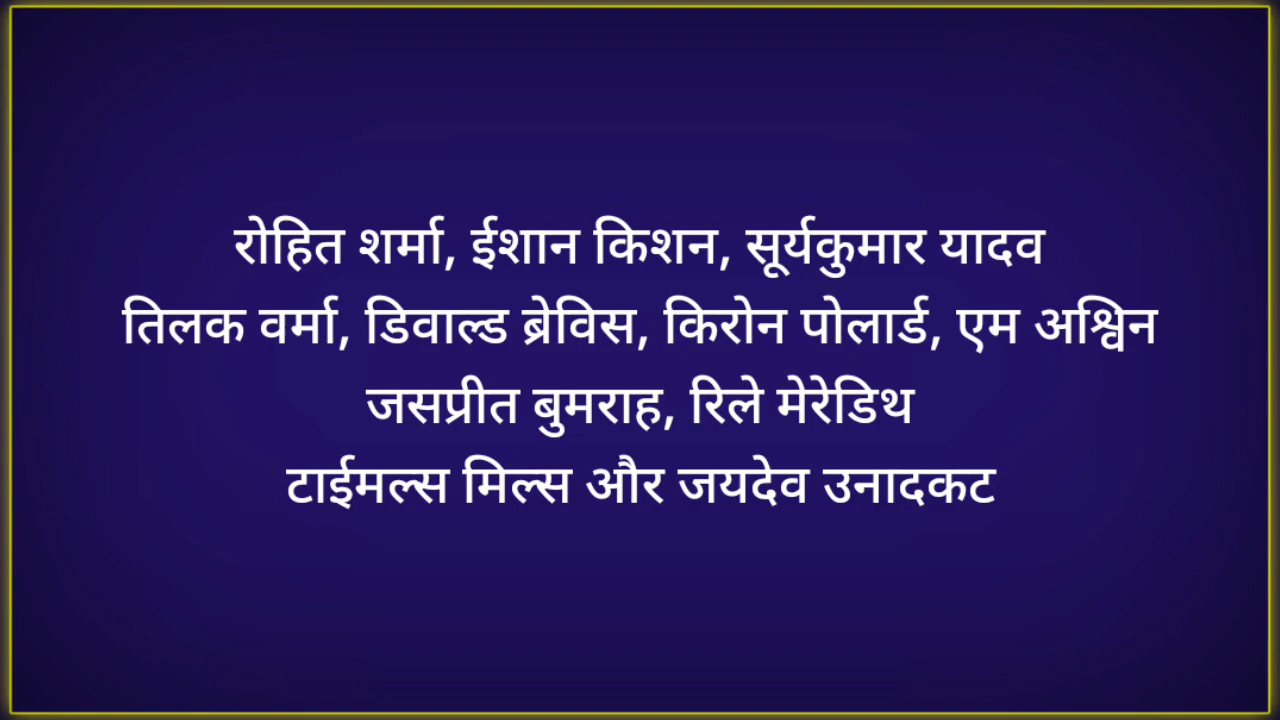 रोहित शर्मा, ईशान किशन, सूर्यकुमार यादव
तिलक वर्मा, डिवाल्ड ब्रेविस, किरोन पोलार्ड, एम अश्विन
जसप्रीत बुमराह, रिले मेरेडिथ
टाईमल्स मिल्स और जयदेव उनादकट